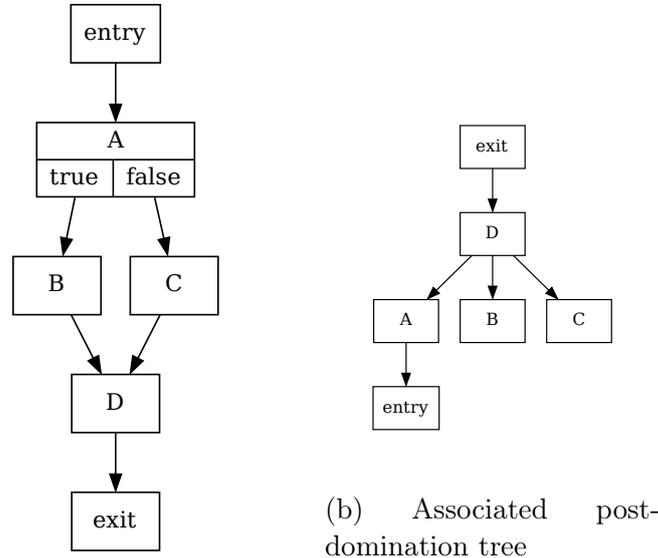 entry
A
true false
B C
D
exit
exit
D
A B C
entry
(b) Associated post-
domination tree